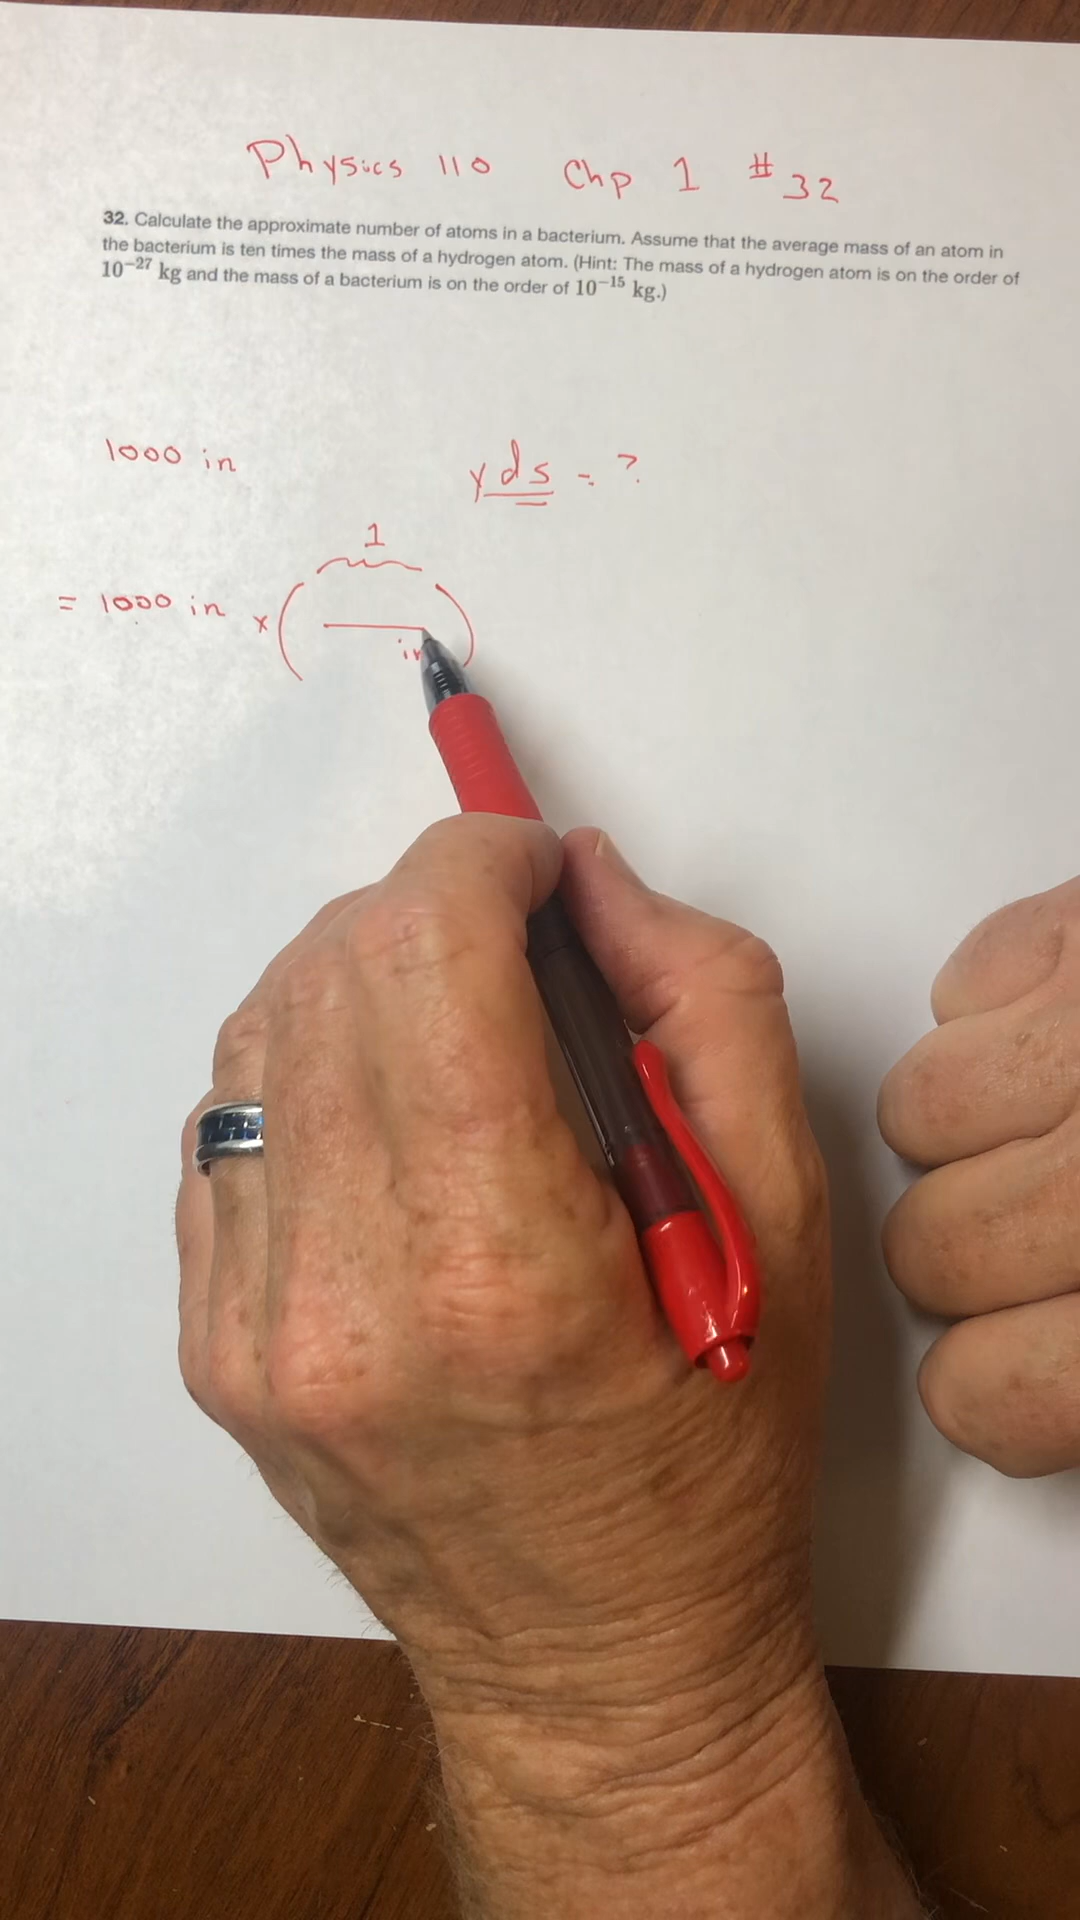 Physics 110 Chp 1 # 32
32. Calculate the approximate number of atoms in a bacterium. Assume that the average mass of an atom in
the bacterium is ten times the mass of a hydrogen atom. (Hint: The mass of a hydrogen atom is on the order of
10⁻²⁷ kg and the mass of a bacterium is on the order of 10⁻¹⁵ kg.)
1000 in yds = ?
1
= 1000 in x ( )
in